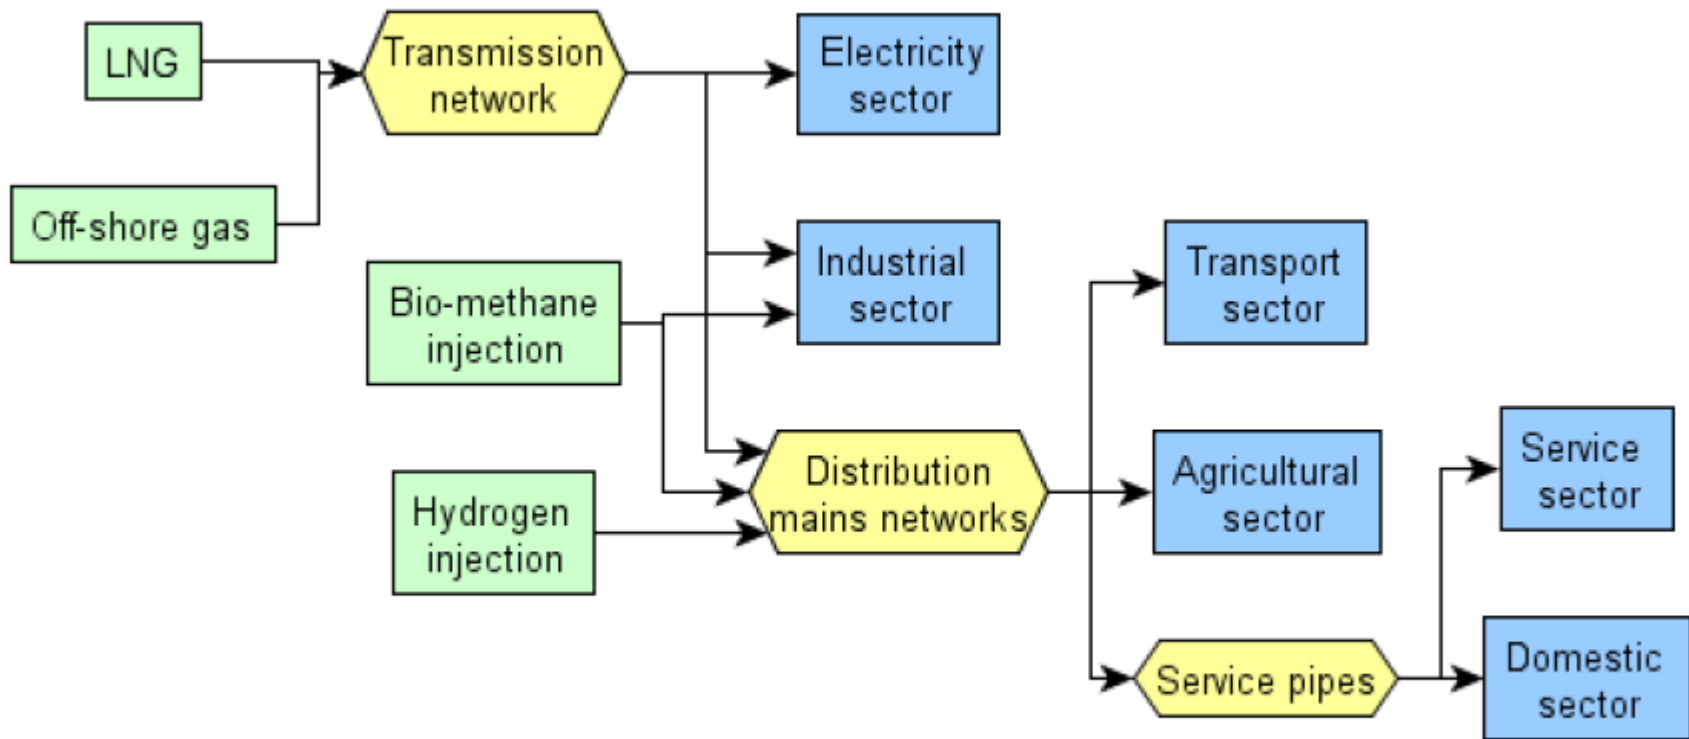 LNG
Transmission
network
Electricity
sector
Off-shore gas
Bio-methane
injection
Industrial
sector
Transport
sector
Hydrogen
injection
Distribution
mains networks
Agricultural
sector
Service
sector
Service pipes
Domestic
sector